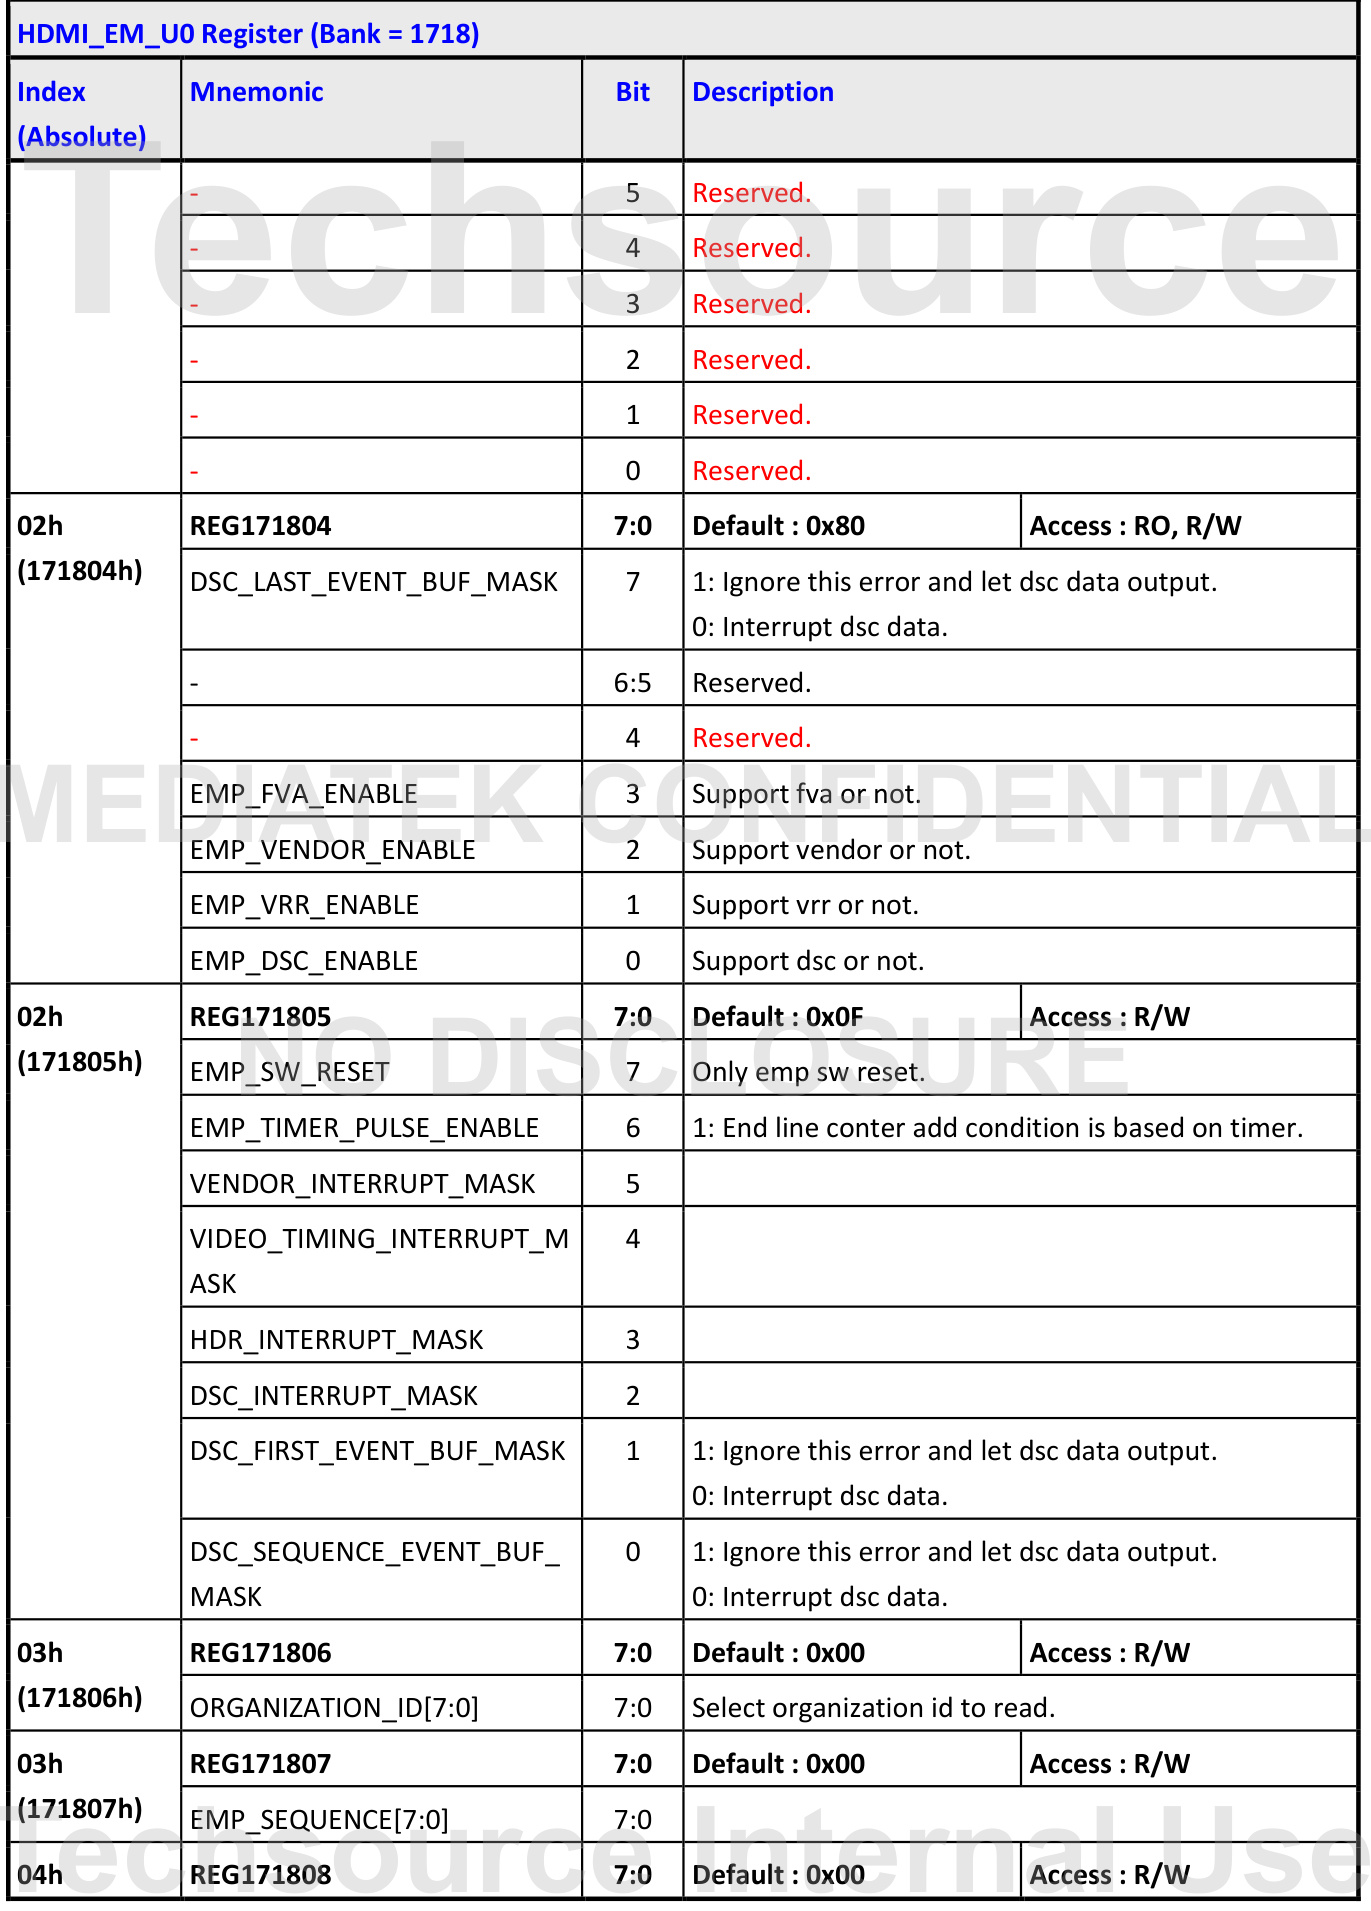 HDMI_EM_U0 Register (Bank = 1718)
Index Mnemonic Bit Description
(Absolute)
Techsource
- 5 Reserved.
- 4 Reserved.
- 3 Reserved.
- 2 Reserved.
- 1 Reserved.
- 0 Reserved.
02h REG171804 7:0 Default : 0x80 Access : RO, R/W
(171804h)
DSC_LAST_EVENT_BUF_MASK 7 1: Ignore this error and let dsc data output.
0: Interrupt dsc data.
- 6:5 Reserved.
- 4 Reserved.
MEDIATEK CONFIDENTIAL
EMP_FVA_ENABLE 3 Support fva or not.
EMP_VENDOR_ENABLE 2 Support vendor or not.
EMP_VRR_ENABLE 1 Support vrr or not.
EMP_DSC_ENABLE 0 Support dsc or not.
02h REG171805 7:0 Default : 0x0F Access : R/W
(171805h)
NO DISCLOSURE
EMP_SW_RESET 7 Only emp sw reset.
EMP_TIMER_PULSE_ENABLE 6 1: End line conter add condition is based on timer.
VENDOR_INTERRUPT_MASK 5
VIDEO_TIMING_INTERRUPT_M 4
ASK
HDR_INTERRUPT_MASK 3
DSC_INTERRUPT_MASK 2
DSC_FIRST_EVENT_BUF_MASK 1 1: Ignore this error and let dsc data output.
0: Interrupt dsc data.
DSC_SEQUENCE_EVENT_BUF_ 0 1: Ignore this error and let dsc data output.
MASK 0: Interrupt dsc data.
03h REG171806 7:0 Default : 0x00 Access : R/W
(171806h) ORGANIZATION_ID[7:0] 7:0 Select organization id to read.
03h REG171807 7:0 Default : 0x00 Access : R/W
(171807h) EMP_SEQUENCE[7:0] 7:0
Techsource Internal Use
04h REG171808 7:0 Default : 0x00 Access : R/W